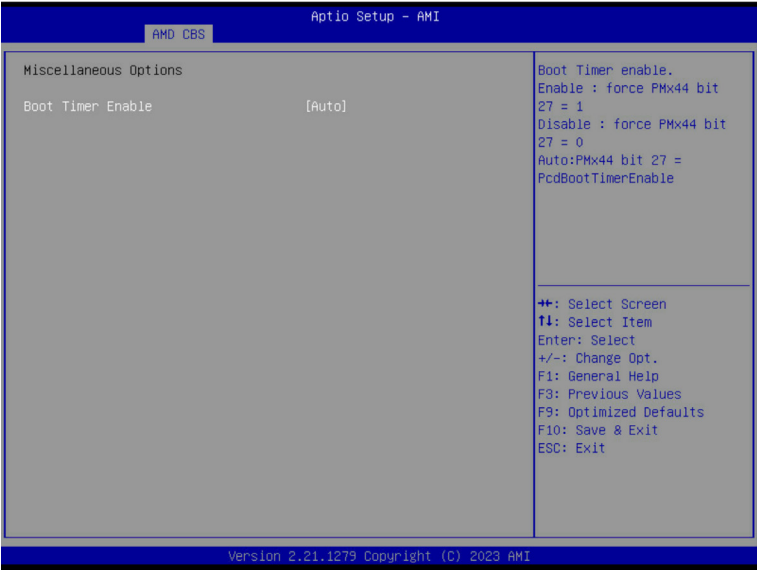 Aptio Setup - AMI
AMD CBS
Miscellaneous Options
Boot Timer Enable [Auto]
Boot Timer enable.
Enable : force PMx44 bit
27 = 1
Disable : force PMx44 bit
27 = 0
Auto:PMx44 bit 27 =
PcdBootTimerEnable
→←: Select Screen
↑↓: Select Item
Enter: Select
+/-: Change Opt.
F1: General Help
F3: Previous Values
F9: Optimized Defaults
F10: Save & Exit
ESC: Exit
Version 2.21.1279 Copyright (C) 2023 AMI